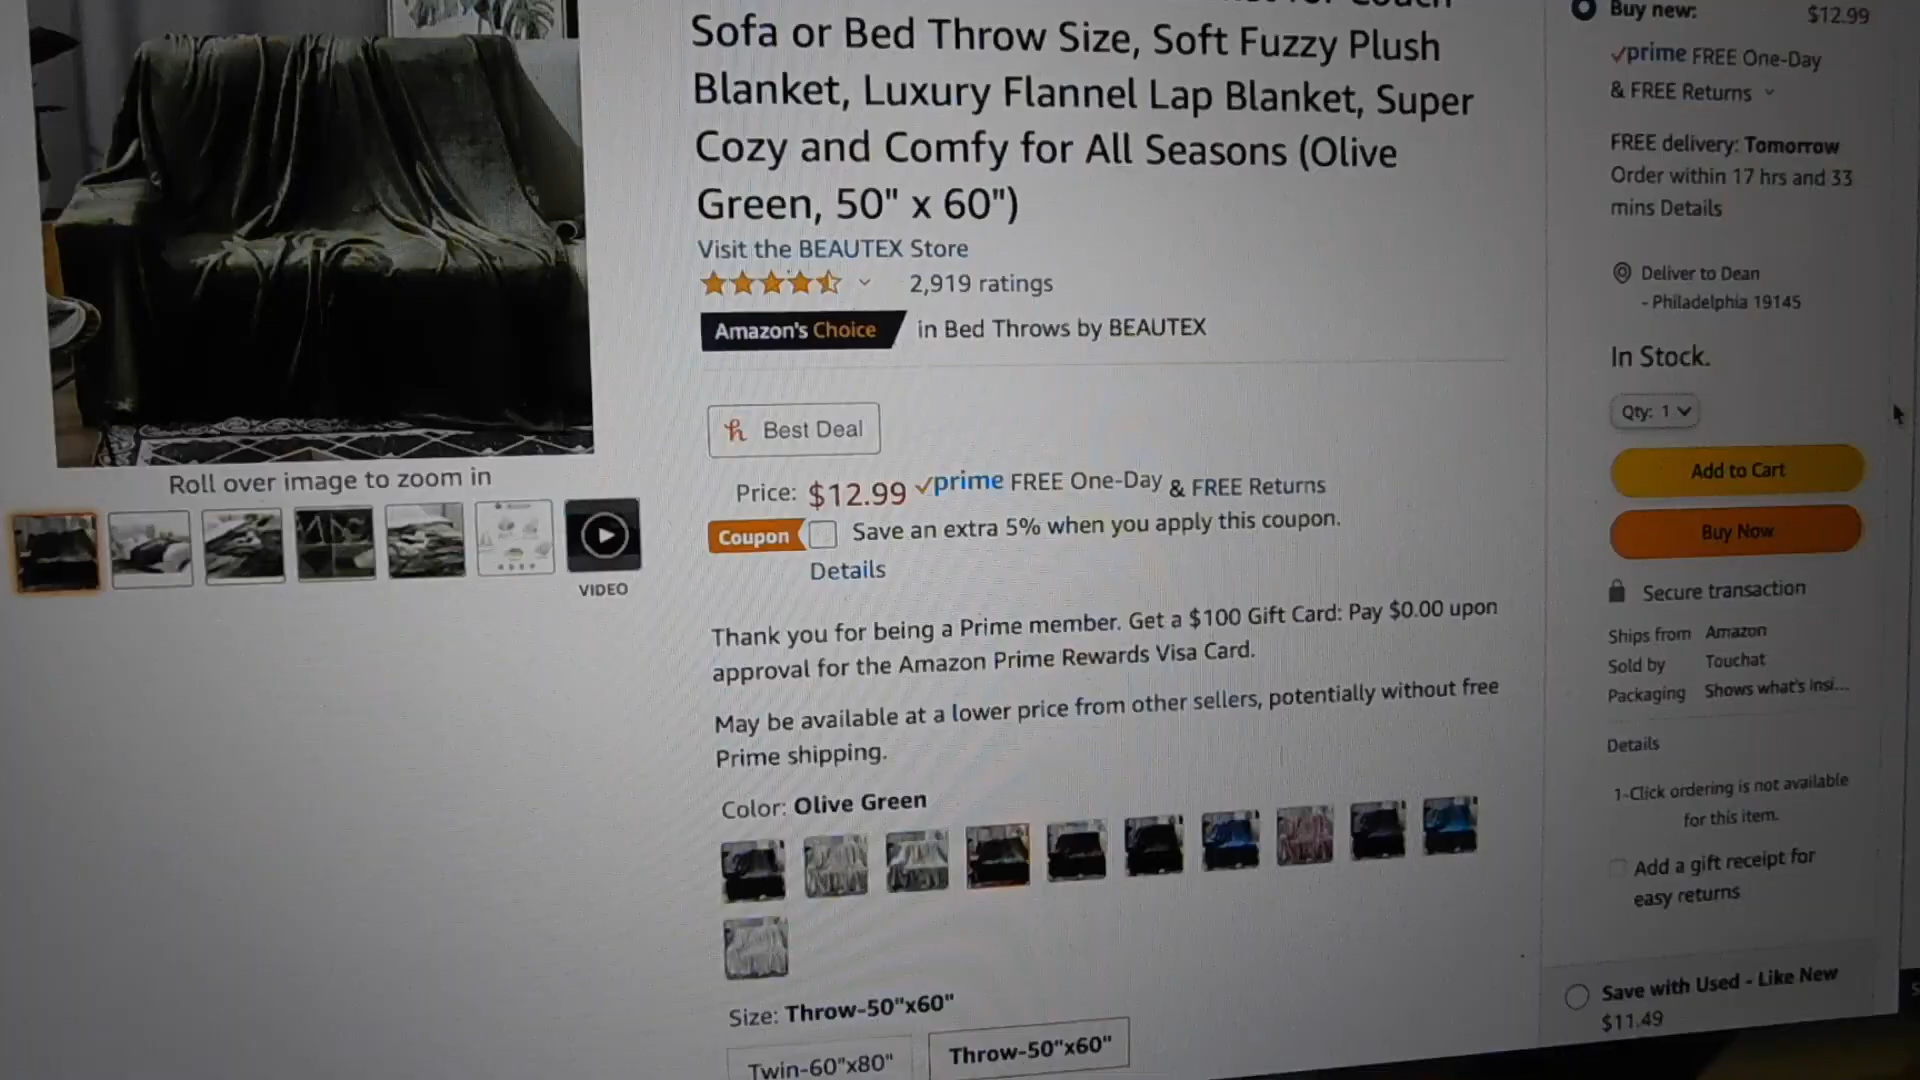 Sofa or Bed Throw Size, Soft Fuzzy Plush
Blanket, Luxury Flannel Lap Blanket, Super
Cozy and Comfy for All Seasons (Olive
Green, 50" x 60")
Visit the BEAUTEX Store
2,919 ratings
Amazon's Choice in Bed Throws by BEAUTEX
Best Deal
Price: $12.99 prime FREE One-Day & FREE Returns
Coupon Save an extra 5% when you apply this coupon.
Details
Thank you for being a Prime member. Get a $100 Gift Card: Pay $0.00 upon
approval for the Amazon Prime Rewards Visa Card.
May be available at a lower price from other sellers, potentially without free
Prime shipping.
Color: Olive Green
Size: Throw-50"x60"
Twin-60"x80"
Throw-50"x60"
Roll over image to zoom in
VIDEO
Buy new: $12.99
prime FREE One-Day
& FREE Returns
FREE delivery: Tomorrow
Order within 17 hrs and 33
mins Details
Deliver to Dean
- Philadelphia 19145
In Stock.
Qty: 1
Add to Cart
Buy Now
Secure transaction
Ships from Amazon
Sold by Touchat
Packaging Shows what's insi...
Details
1-Click ordering is not available
for this item.
Add a gift receipt for
easy returns
Save with Used - Like New
$11.49